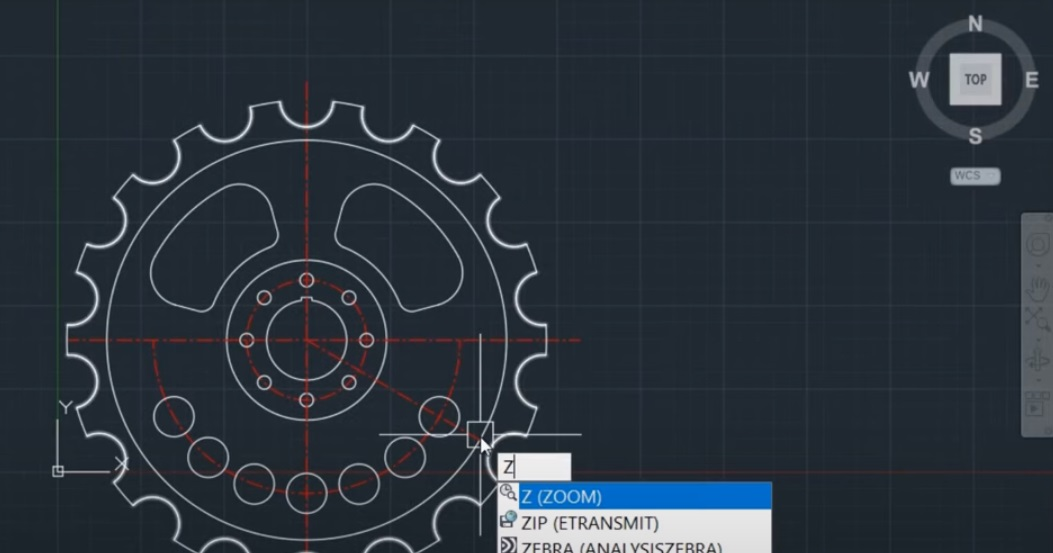 N
W TOP E
S
WCS
Y
X
Z
Z (ZOOM)
ZIP (ETRANSMIT)
ZEBRA (ANALYSISZEBRA)